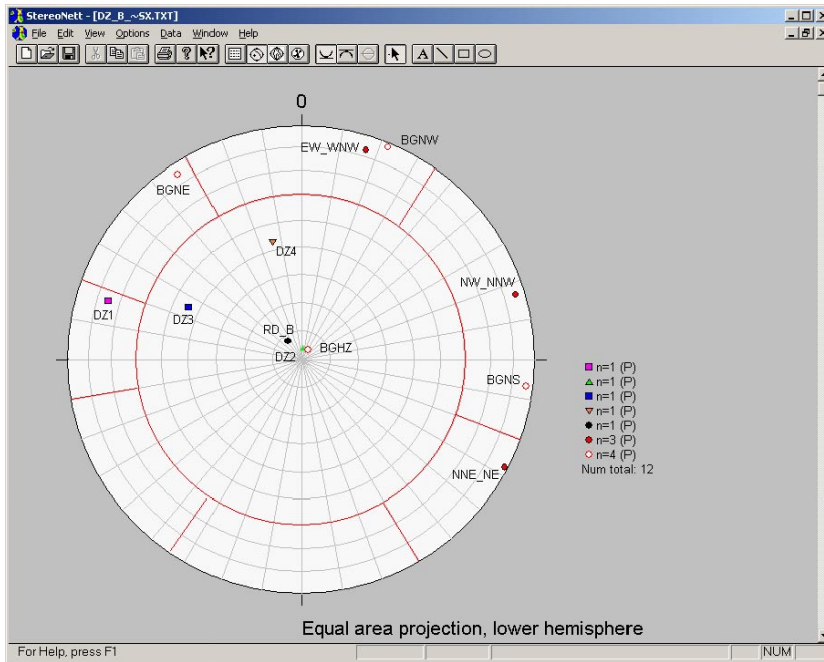 StereoNett - [DZ_B_~SX.TXT]
File Edit View Options Data Window Help
A
0
EW_WNW
BGNW
BGNE
DZ4
NW_NNW
DZ1
DZ3
RD_B
DZ2
BGHZ
BGNS
NNE_NE
n=1 (P)
n=1 (P)
n=1 (P)
n=1 (P)
n=1 (P)
n=3 (P)
n=4 (P)
Num total: 12
Equal area projection, lower hemisphere
For Help, press F1
NUM